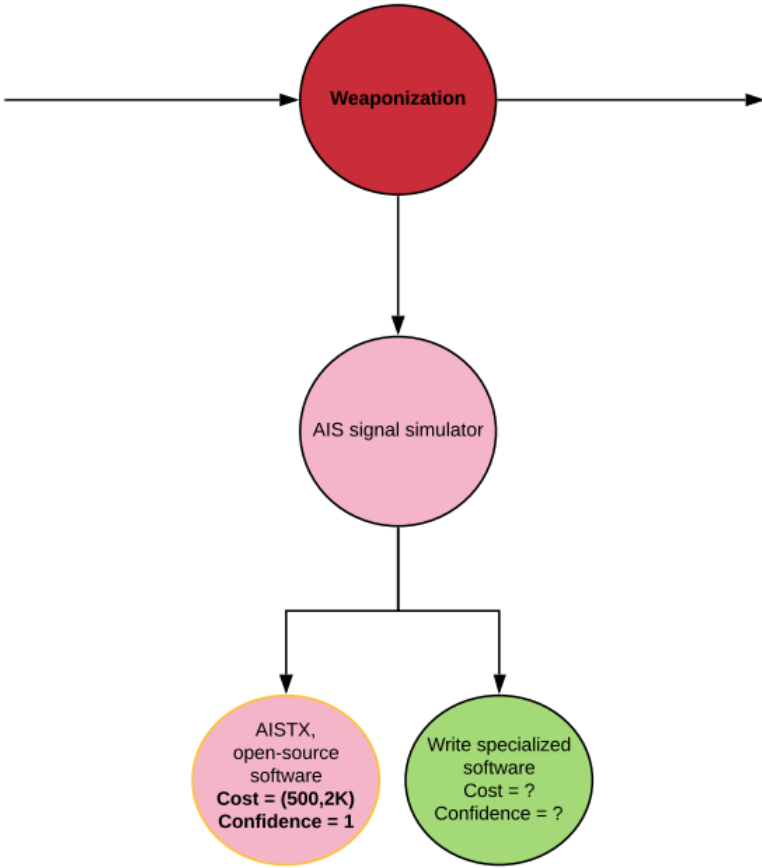 Weaponization
AIS signal simulator
AISTX,
open-source
software
Cost = (500,2K)
Confidence = 1
Write specialized
software
Cost = ?
Confidence = ?